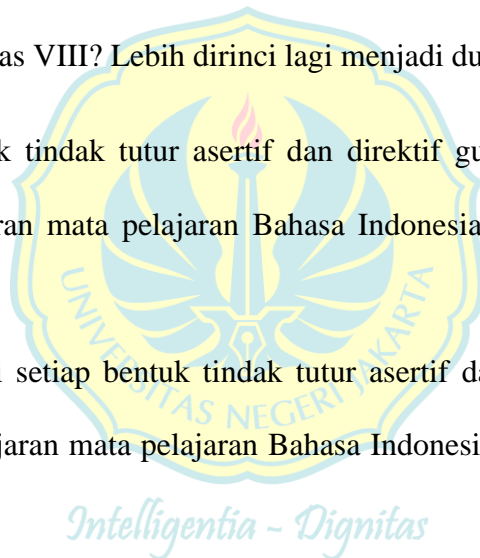 as VIII? Lebih dirinci lagi menjadi du
k tindak tutur asertif dan direktif gu
ran mata pelajaran Bahasa Indonesia
i setiap bentuk tindak tutur asertif da
jaran mata pelajaran Bahasa Indonesi
UNIVERSITAS NEGERI JAKARTA
Intelligentia - Dignitas